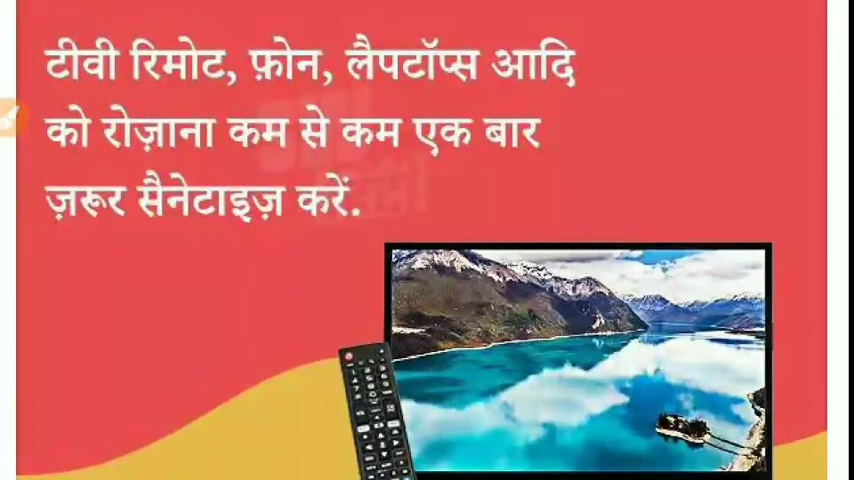 टीवी रिमोट, फ़ोन, लैपटॉप्स आदि
को रोज़ाना कम से कम एक बार
ज़रूर सैनेटाइज़ करें.